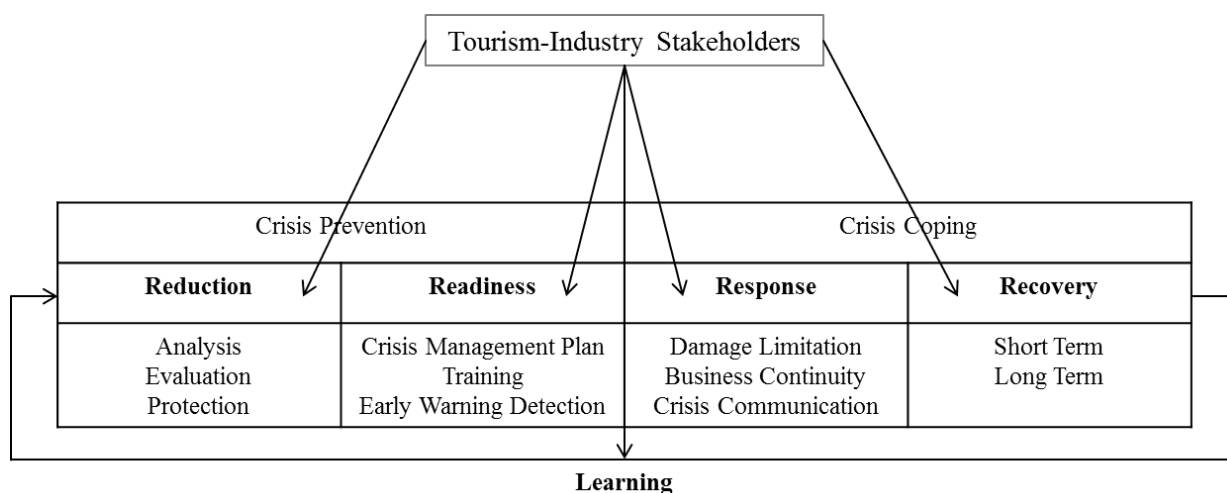 Tourism-Industry Stakeholders
Crisis Prevention
Crisis Coping
Reduction
Readiness
Response
Recovery
Analysis
Evaluation
Protection
Crisis Management Plan
Training
Early Warning Detection
Damage Limitation
Business Continuity
Crisis Communication
Short Term
Long Term
Learning